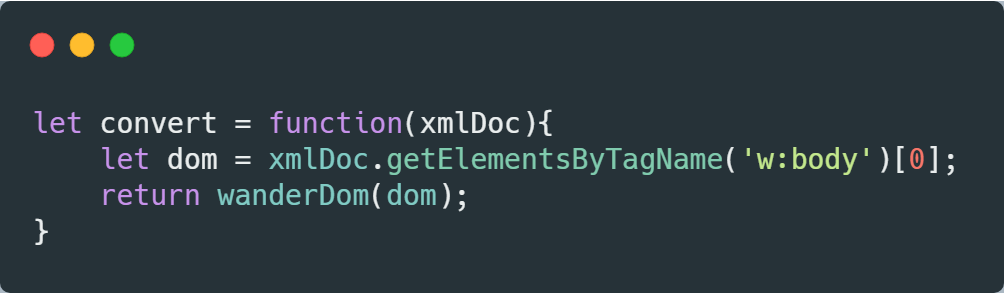 let convert = function(xmlDoc){
    let dom = xmlDoc.getElementsByTagName('w:body')[0];
    return wanderDom(dom);
}